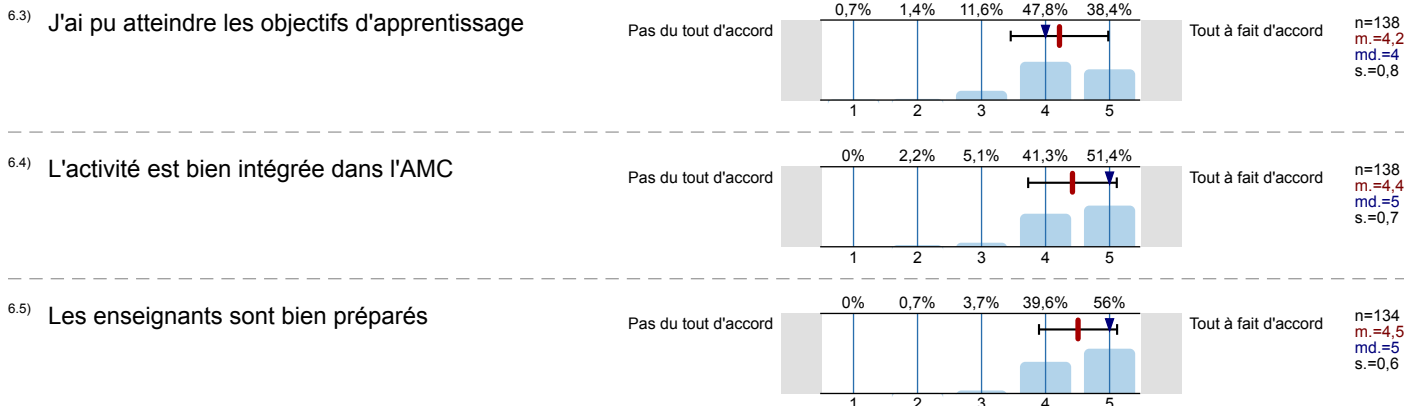 6.3) J'ai pu atteindre les objectifs d'apprentissage
0,7% 1,4% 11,6% 47,8% 38,4%
Pas du tout d'accord
Tout à fait d'accord
1 2 3 4 5
n=138
m.=4,2
md.=4
s.=0,8
6.4) L'activité est bien intégrée dans l'AMC
0% 2,2% 5,1% 41,3% 51,4%
Pas du tout d'accord
Tout à fait d'accord
1 2 3 4 5
n=138
m.=4,4
md.=5
s.=0,7
6.5) Les enseignants sont bien préparés
0% 0,7% 3,7% 39,6% 56%
Pas du tout d'accord
Tout à fait d'accord
1 2 3 4 5
n=134
m.=4,5
md.=5
s.=0,6